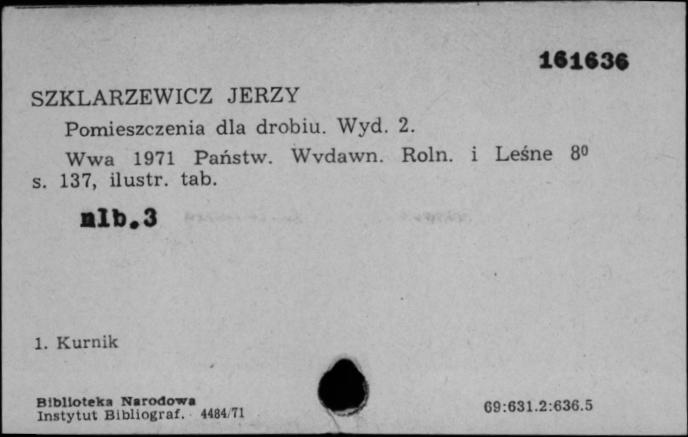 161636
SZKLARZEWICZ JERZY
Pomieszczenia dla drobiu. Wyd. 2.
Wwa 1971 Państw. Wydawn. Roln. i Leśne 8⁰
s. 137, ilustr. tab.
nlb.3
1. Kurnik
Biblioteka Narodowa
Instytut Bibliograf. 4484/71
69:631.2:636.5